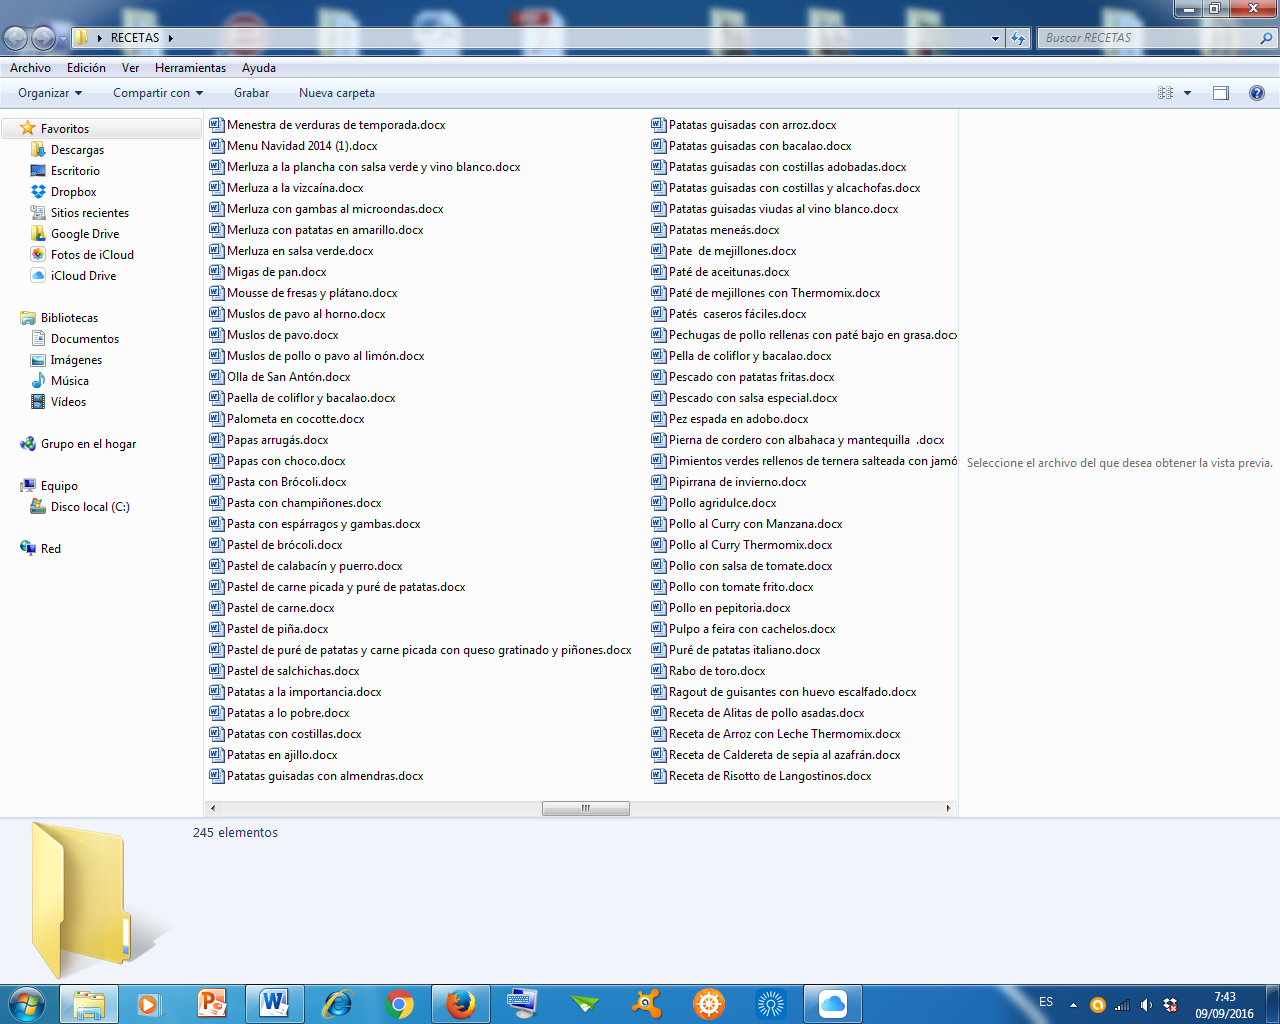 RECETAS
Buscar RECETAS
Archivo Edición Ver Herramientas Ayuda
Organizar Compartir con Grabar Nueva carpeta
Favoritos
Descargas
Escritorio
Dropbox
Sitios recientes
Google Drive
Fotos de iCloud
iCloud Drive
Bibliotecas
Documentos
Imágenes
Música
Vídeos
Grupo en el hogar
Equipo
Disco local (C:)
Red
Menestra de verduras de temporada.docx
Menu Navidad 2014 (1).docx
Merluza a la plancha con salsa verde y vino blanco.docx
Merluza a la vizcaína.docx
Merluza con gambas al microondas.docx
Merluza con patatas en amarillo.docx
Merluza en salsa verde.docx
Migas de pan.docx
Mousse de fresas y plátano.docx
Muslos de pavo al horno.docx
Muslos de pavo.docx
Muslos de pollo o pavo al limón.docx
Olla de San Antón.docx
Paella de coliflor y bacalao.docx
Palometa en cocotte.docx
Papas arrugás.docx
Papas con choco.docx
Pasta con Brócoli.docx
Pasta con champiñones.docx
Pasta con espárragos y gambas.docx
Pastel de brócoli.docx
Pastel de calabacín y puerro.docx
Pastel de carne picada y puré de patatas.docx
Pastel de carne.docx
Pastel de piña.docx
Pastel de puré de patatas y carne picada con queso gratinado y piñones.docx
Pastel de salchichas.docx
Patatas a la importancia.docx
Patatas a lo pobre.docx
Patatas con costillas.docx
Patatas en ajillo.docx
Patatas guisadas con almendras.docx
Patatas guisadas con arroz.docx
Patatas guisadas con bacalao.docx
Patatas guisadas con costillas adobadas.docx
Patatas guisadas con costillas y alcachofas.docx
Patatas guisadas viudas al vino blanco.docx
Patatas meneás.docx
Pate  de mejillones.docx
Paté de aceitunas.docx
Paté de mejillones con Thermomix.docx
Patés  caseros fáciles.docx
Pechugas de pollo rellenas con paté bajo en grasa.docx
Pella de coliflor y bacalao.docx
Pescado con patatas fritas.docx
Pescado con salsa especial.docx
Pez espada en adobo.docx
Pierna de cordero con albahaca y mantequilla  .docx
Pimientos verdes rellenos de ternera salteada con jamó
Pipirrana de invierno.docx
Pollo agridulce.docx
Pollo al Curry con Manzana.docx
Pollo al Curry Thermomix.docx
Pollo con salsa de tomate.docx
Pollo con tomate frito.docx
Pollo en pepitoria.docx
Pulpo a feira con cachelos.docx
Puré de patatas italiano.docx
Rabo de toro.docx
Ragout de guisantes con huevo escalfado.docx
Receta de Alitas de pollo asadas.docx
Receta de Arroz con Leche Thermomix.docx
Receta de Caldereta de sepia al azafrán.docx
Receta de Risotto de Langostinos.docx
Seleccione el archivo del que desea obtener la vista previa.
245 elementos
ES
7:43
09/09/2016